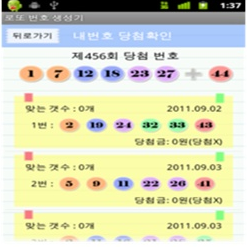 1:37
로또 번호 생성기
뒤로가기 내번호 당첨확인
제456회 당첨 번호
1 7 12 18 23 27 + 44
맞는 갯수 : 0개 2011.09.02
1번 : 2 19 24 32 33 43
당첨금 : 0원(당첨X)
맞는 갯수 : 0개 2011.09.03
2번 : 5 9 11 22 26 41
당첨금 : 0원(당첨X)
맞는 갯수 : 0개 2011.09.03